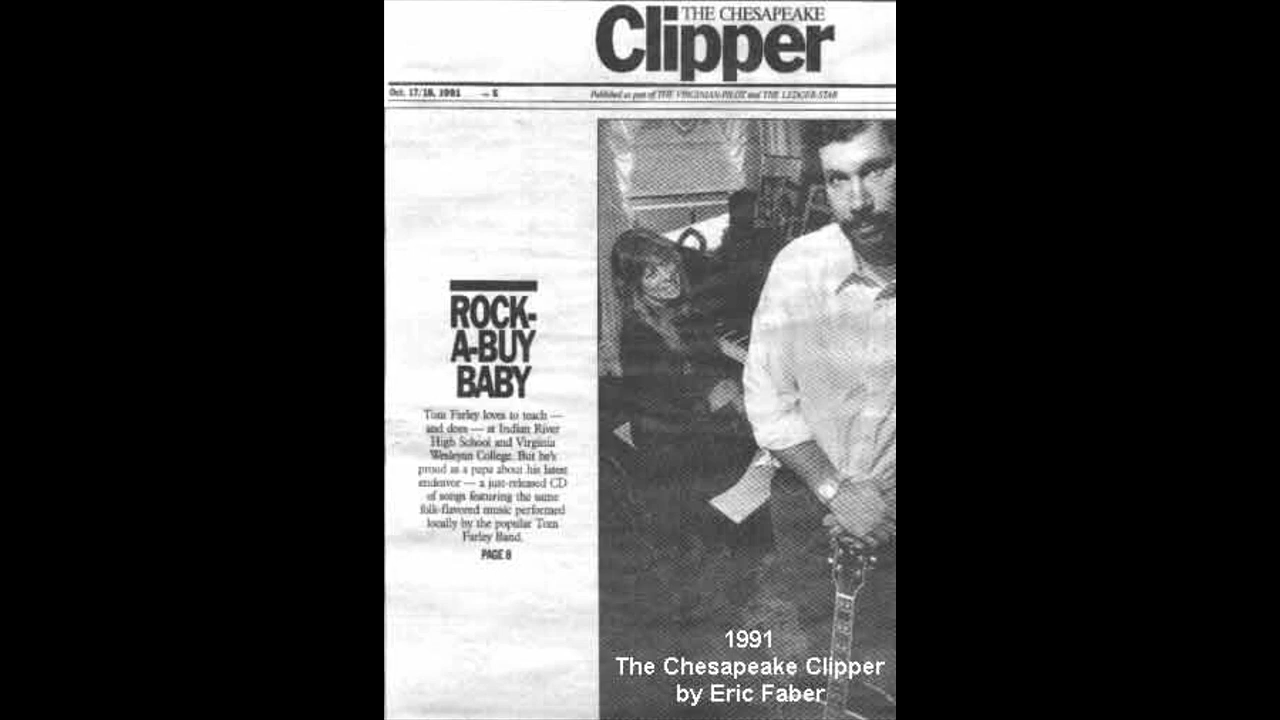 THE CHESAPEAKE
Clipper
Oct. 17/18, 1991
Published as part of THE VIRGINIAN-PILOT and THE LEDGER-STAR
ROCK-
A-BUY
BABY
Tom Farley loves to teach —
and does — at Indian River
High School and Virginia
Wesleyan College. But he's
proud as a papa about his latest
endeavor — a just-released CD
of songs featuring the same
folk-flavored music performed
locally by the popular Tom
Farley Band.
PAGE 8
1991
The Chesapeake Clipper
by Eric Faber